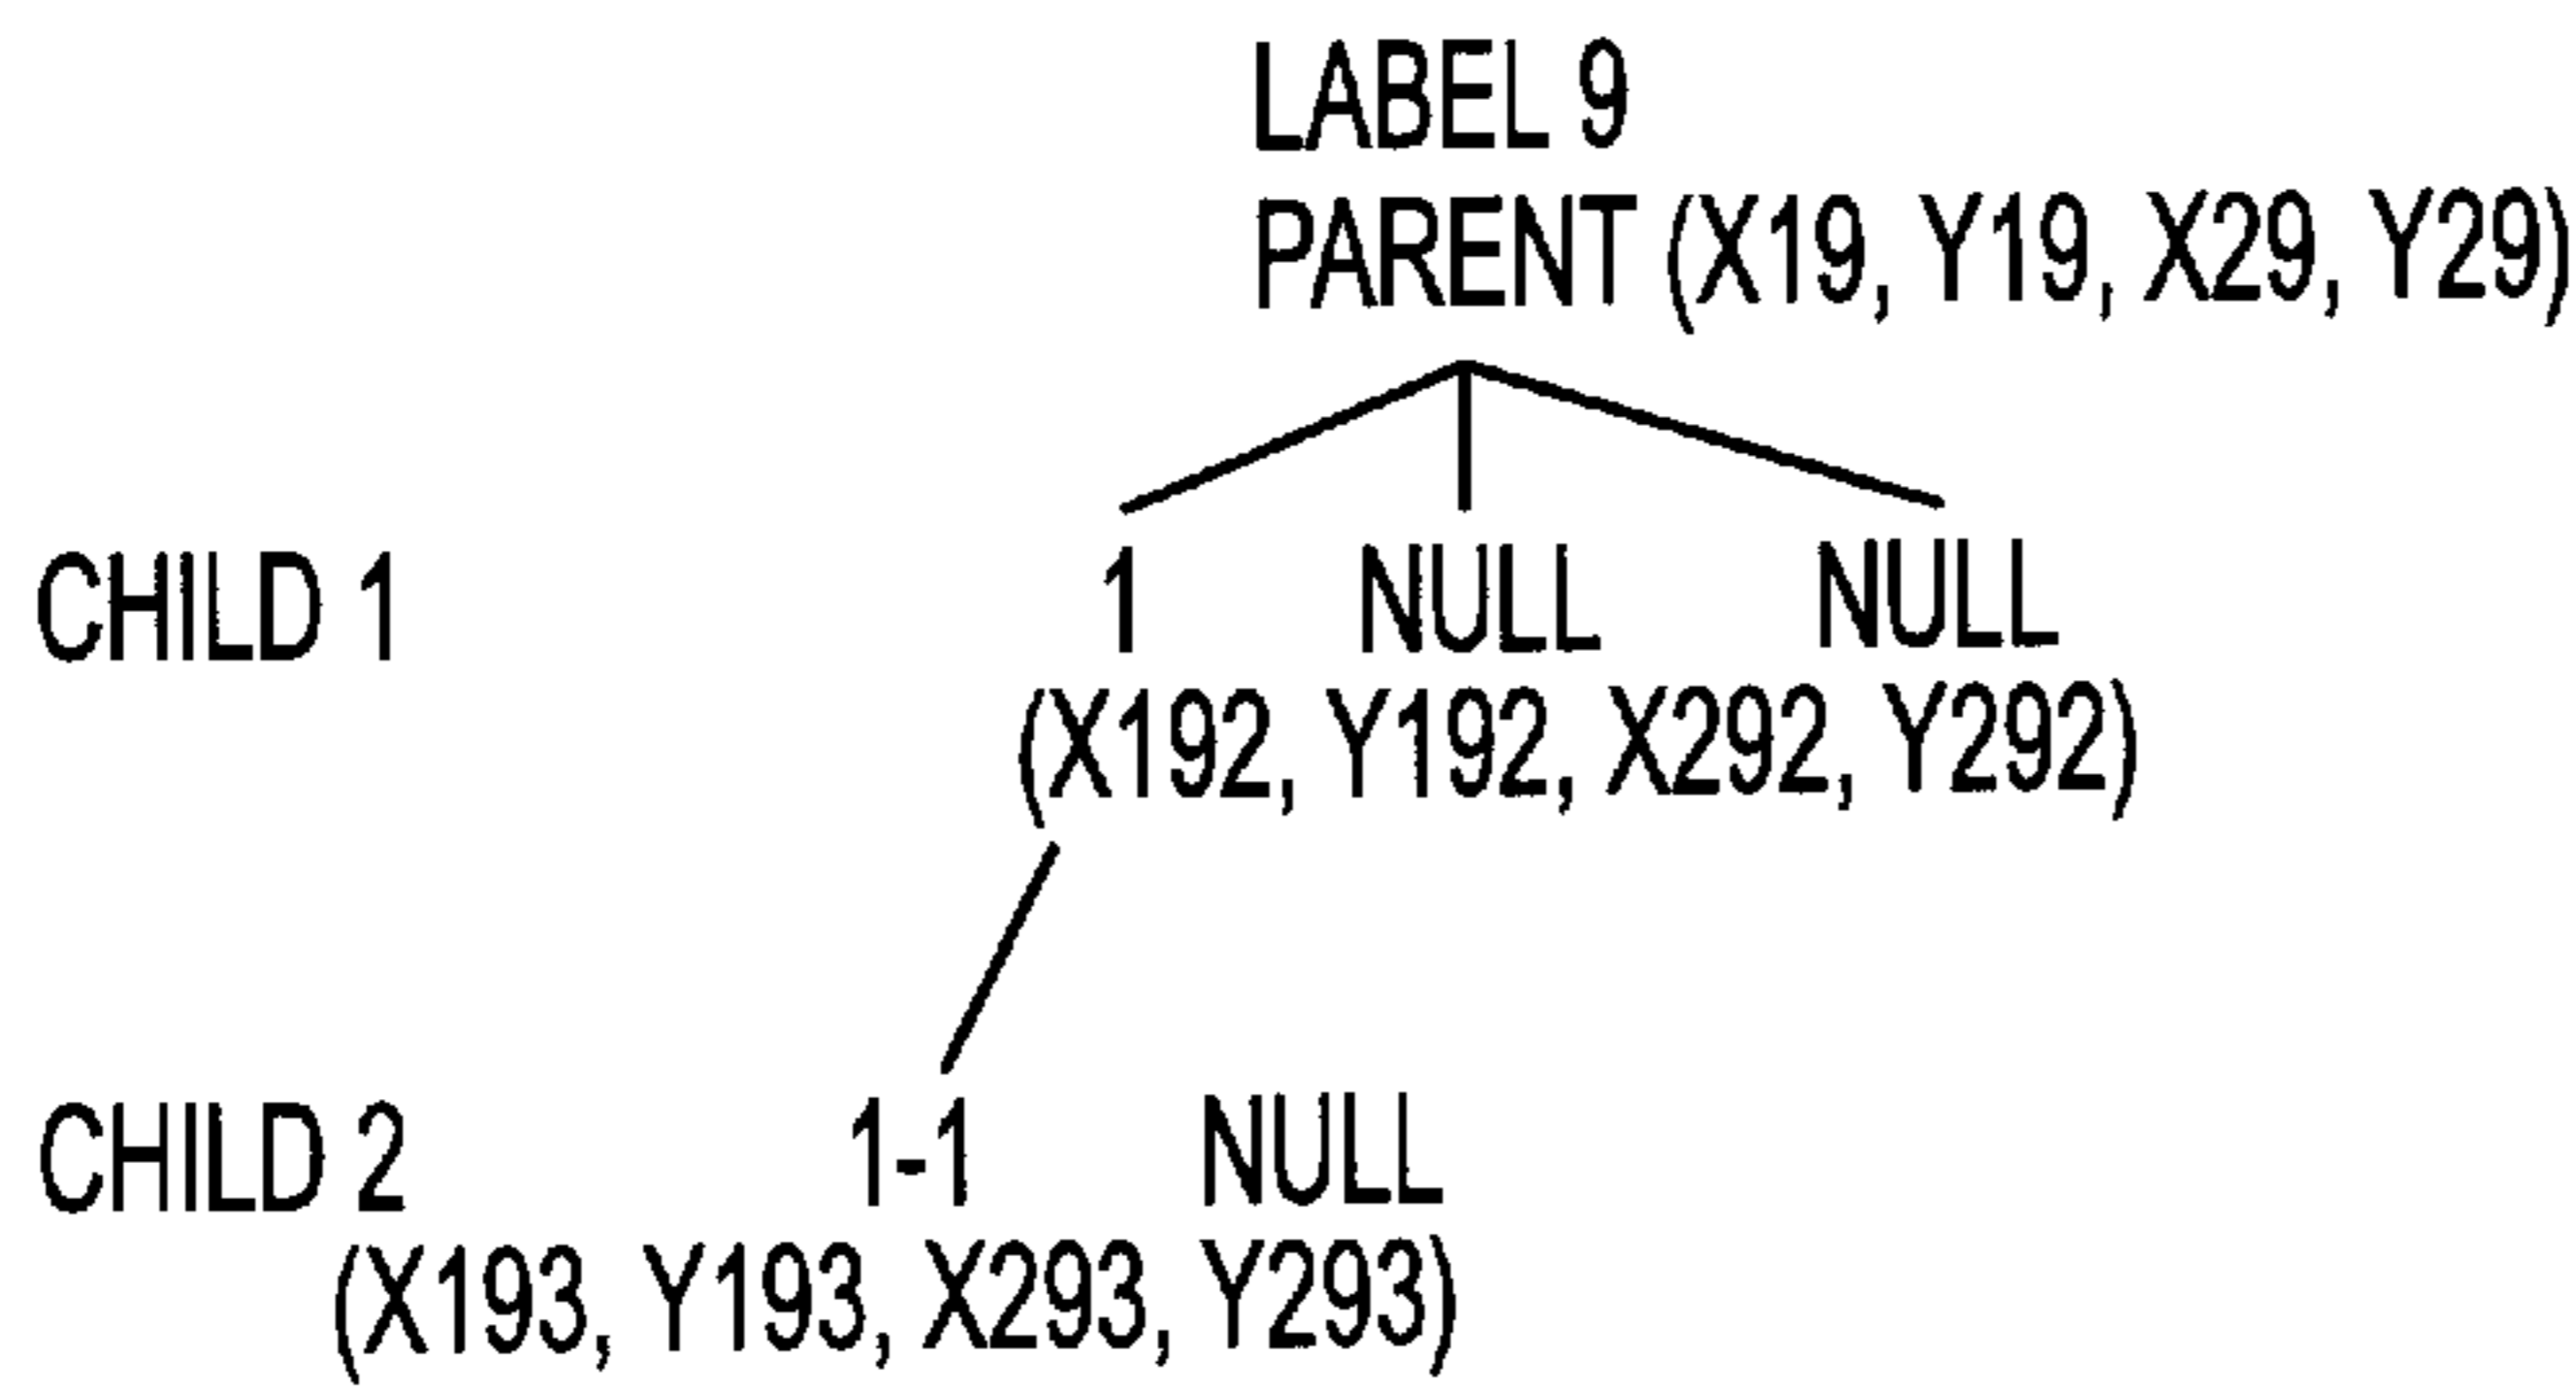 LABEL 9
PARENT (X19, Y19, X29, Y29)
CHILD 1 1 NULL NULL
(X192, Y192, X292, Y292)
CHILD 2 1-1 NULL
(X193, Y193, X293, Y293)